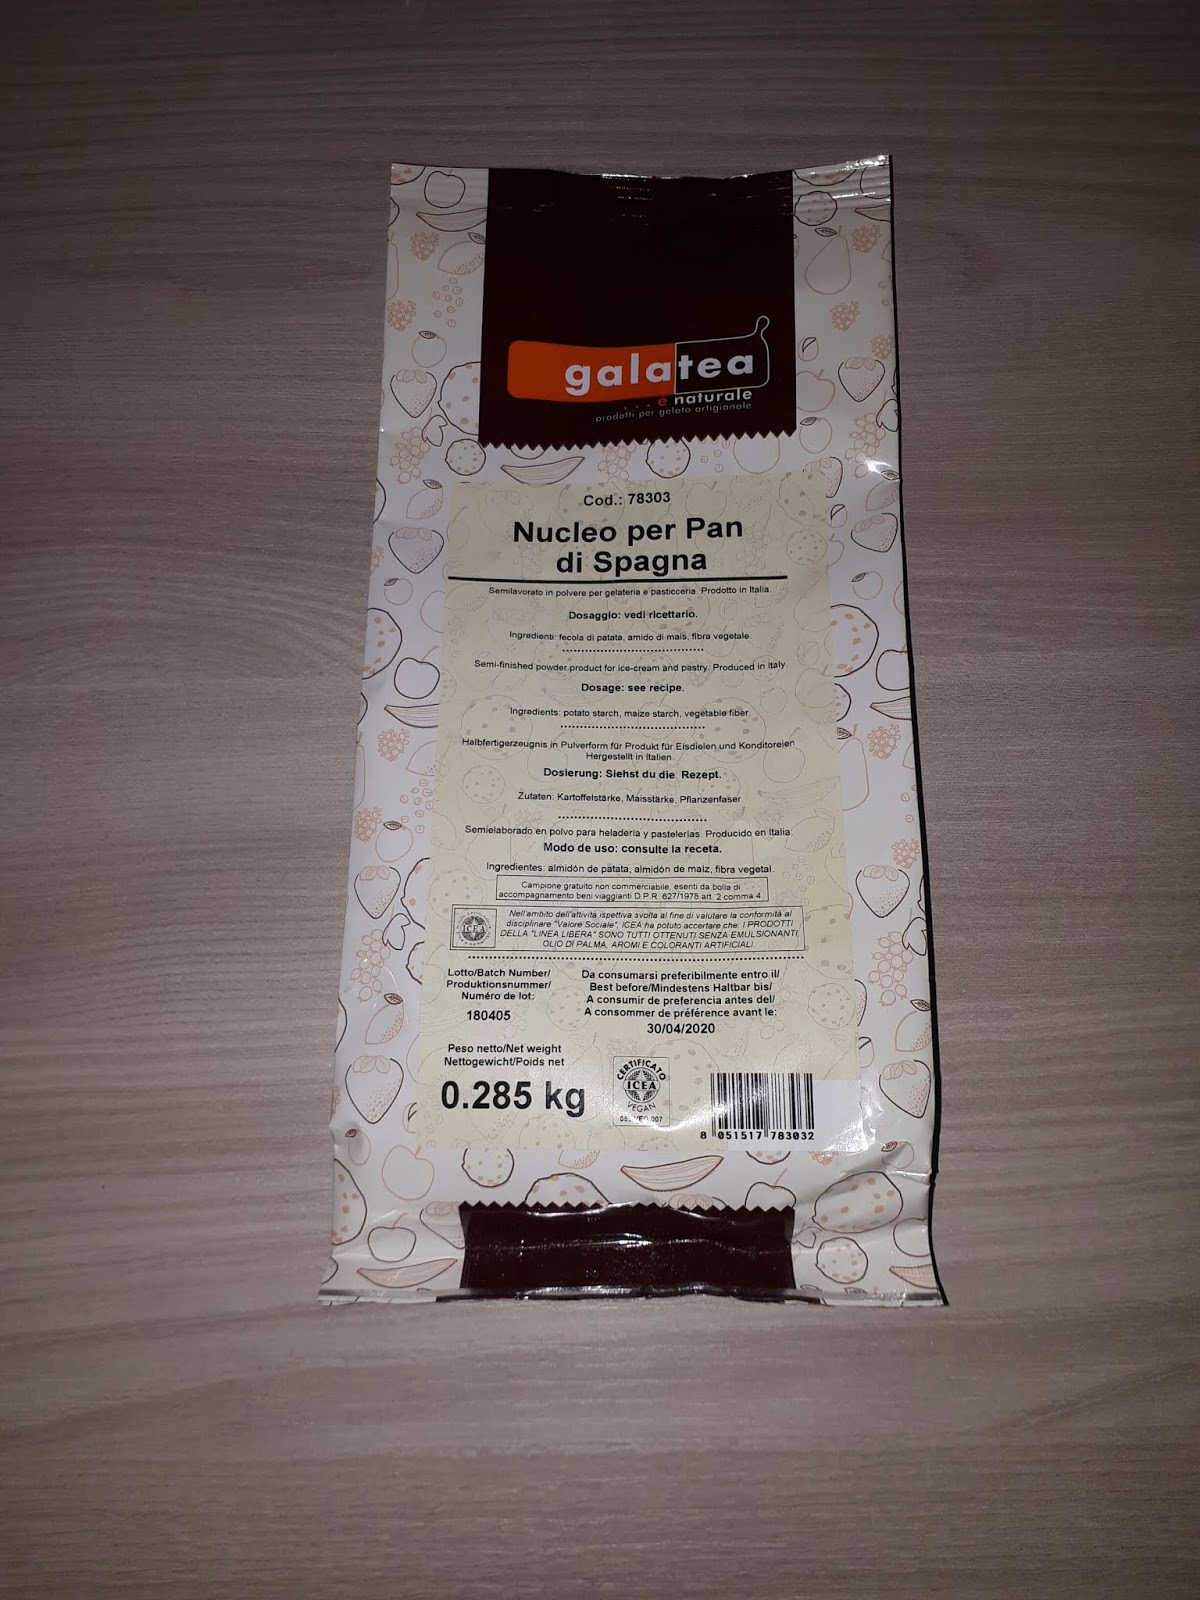 galatea
...è naturale
prodotti per gelato artigionale
Cod.: 78303
Nucleo per Pan
di Spagna
Semilavorato in polvere per gelateria e pasticceria. Prodotto in Italia.
Dosaggio: vedi ricettario.
Ingredienti: fecola di patata, amido di mais, fibra vegetale.
Semi-finished powder product for ice-cream and pastry. Produced in Italy
Dosage: see recipe.
Ingredients: potato starch, maize starch, vegetable fiber.
Halbfertigerzeugnis in Pulverform für Produkt für Eisdielen und Konditoreien
Hergestellt in Italien.
Dosierung: Siehst du die Rezept.
Zutaten: Kartoffelstärke, Maisstärke, Pflanzenfaser.
Semielaborado en polvo para heladería y pastelerías. Producido en Italia.
Modo de uso: consulte la receta.
Ingredientes: almidón de patata, almidón de maíz, fibra vegetal.
Campione gratuito non commerciabile, esenti da bolla di
accompagnamento beni viaggianti D.P.R. 627/1978 art. 2 comma 4.
ICEA
Nell'ambito dell'attività ispettiva svolta al fine di valutare la conformità al
disciplinare "Valore Sociale", ICEA ha potuto accertare che: I PRODOTTI
DELLA "LINEA LIBERA" SONO TUTTI OTTENUTI SENZA EMULSIONANTI,
OLIO DI PALMA, AROMI E COLORANTI ARTIFICIALI.
Lotto/Batch Number/
Produktionsnummer/
Numéro de lot:
180405
Da consumarsi preferibilmente entro il/
Best before/Mindestens Haltbar bis/
A consumir de preferencia antes del/
A consommer de préférence avant le:
30/04/2020
Peso netto/Net weight
Nettogewicht/Poids net
0.285 kg
CERTIFICATO
ICEA
VEGAN
8 051517 783032